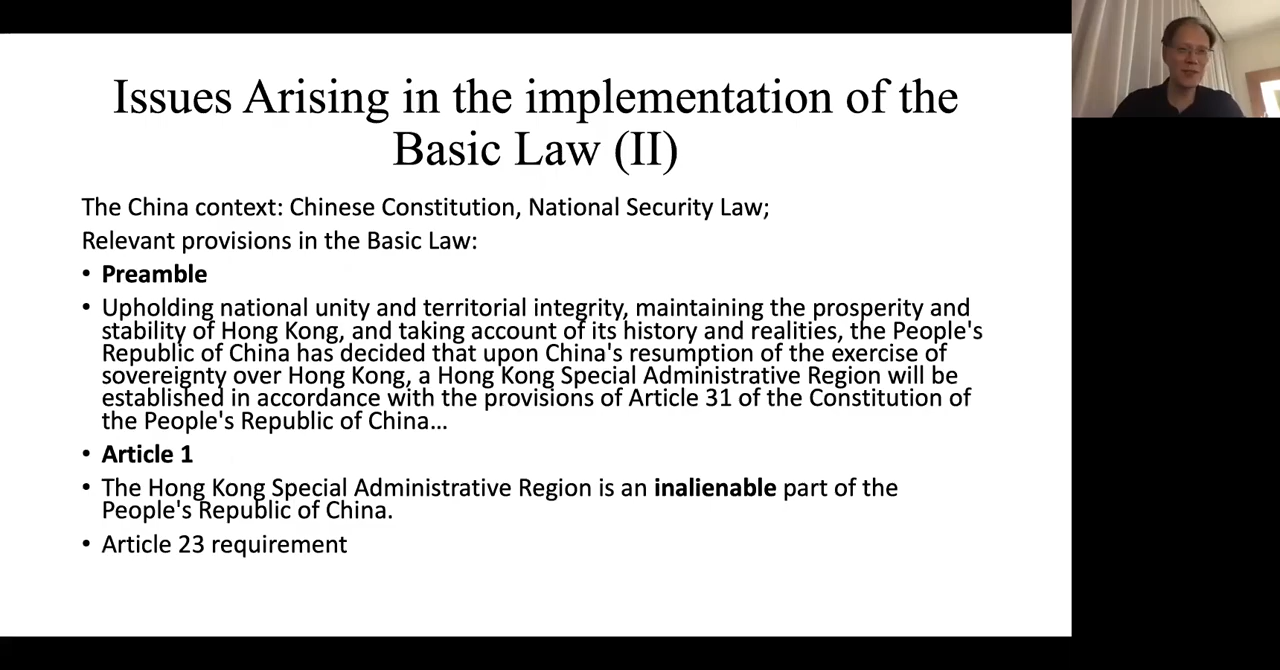 Issues Arising in the implementation of the
Basic Law (II)
The China context: Chinese Constitution, National Security Law;
Relevant provisions in the Basic Law:
• Preamble
• Upholding national unity and territorial integrity, maintaining the prosperity and
stability of Hong Kong, and taking account of its history and realities, the People's
Republic of China has decided that upon China's resumption of the exercise of
sovereignty over Hong Kong, a Hong Kong Special Administrative Region will be
established in accordance with the provisions of Article 31 of the Constitution of
the People's Republic of China...
• Article 1
• The Hong Kong Special Administrative Region is an inalienable part of the
People's Republic of China.
• Article 23 requirement